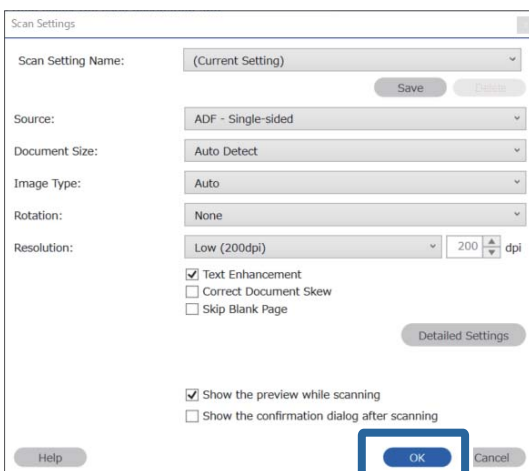 Scan Settings
Scan Setting Name: (Current Setting)
Save Delete
Source: ADF - Single-sided
Document Size: Auto Detect
Image Type: Auto
Rotation: None
Resolution: Low (200dpi) 200 dpi
Text Enhancement
Correct Document Skew
Skip Blank Page
Detailed Settings
Show the preview while scanning
Show the confirmation dialog after scanning
Help OK Cancel